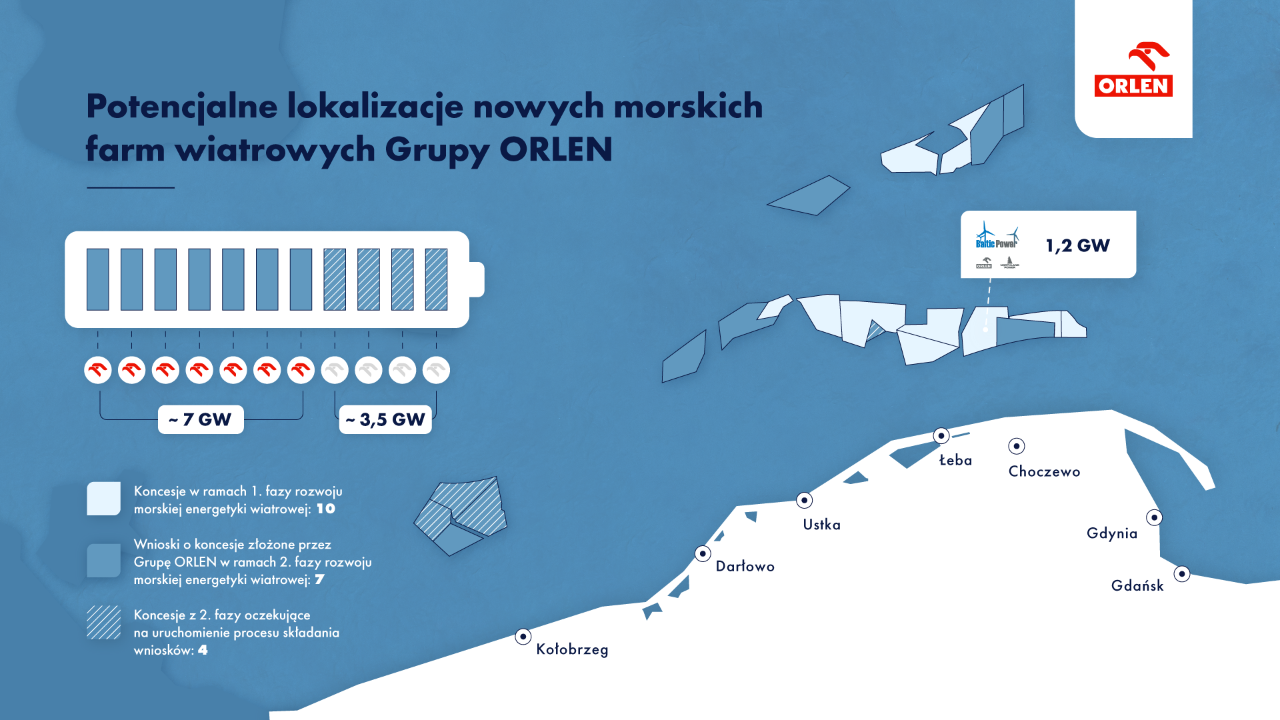 Potencjalne lokalizacje nowych morskich
farm wiatrowych Grupy ORLEN
ORLEN
Baltic Power
1,2 GW
~ 7 GW
~ 3,5 GW
Koncesje w ramach 1. fazy rozwoju
morskiej energetyki wiatrowej: 10
Wnioski o koncesje złożone przez
Grupę ORLEN w ramach 2. fazy rozwoju
morskiej energetyki wiatrowej: 7
Koncesje z 2. fazy oczekujące
na uruchomienie procesu składania
wniosków: 4
Łeba
Choczewo
Ustka
Gdynia
Darłowo
Gdańsk
Kołobrzeg